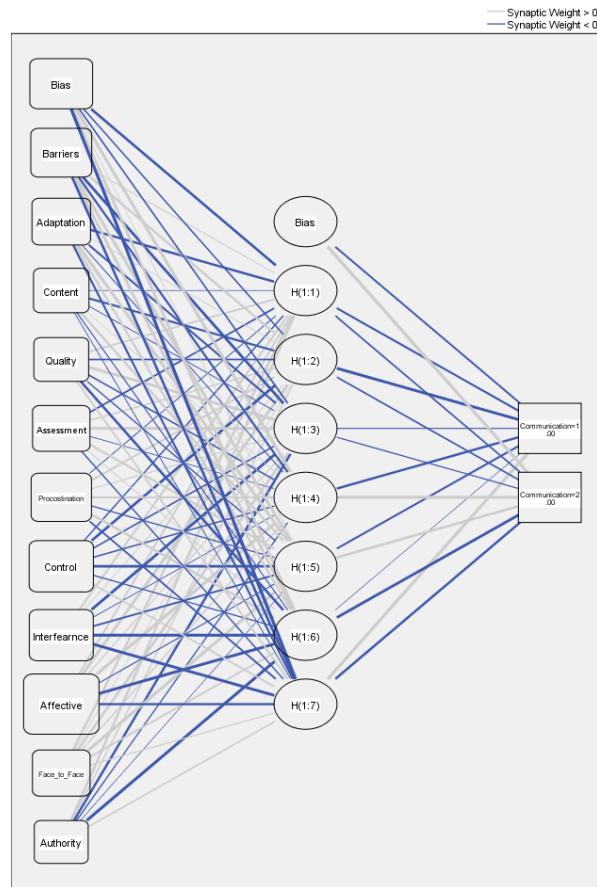 Synaptic Weight > 0
Synaptic Weight < 0
Bias
Barriers
Adaptation
Content
Quality
Assessment
Procostination
Control
Interfearnce
Affective
Face_to_Face
Authority
Bias
H(1:1)
H(1:2)
H(1:3)
H(1:4)
H(1:5)
H(1:6)
H(1:7)
Communication=1
.00
Communication=2
.00